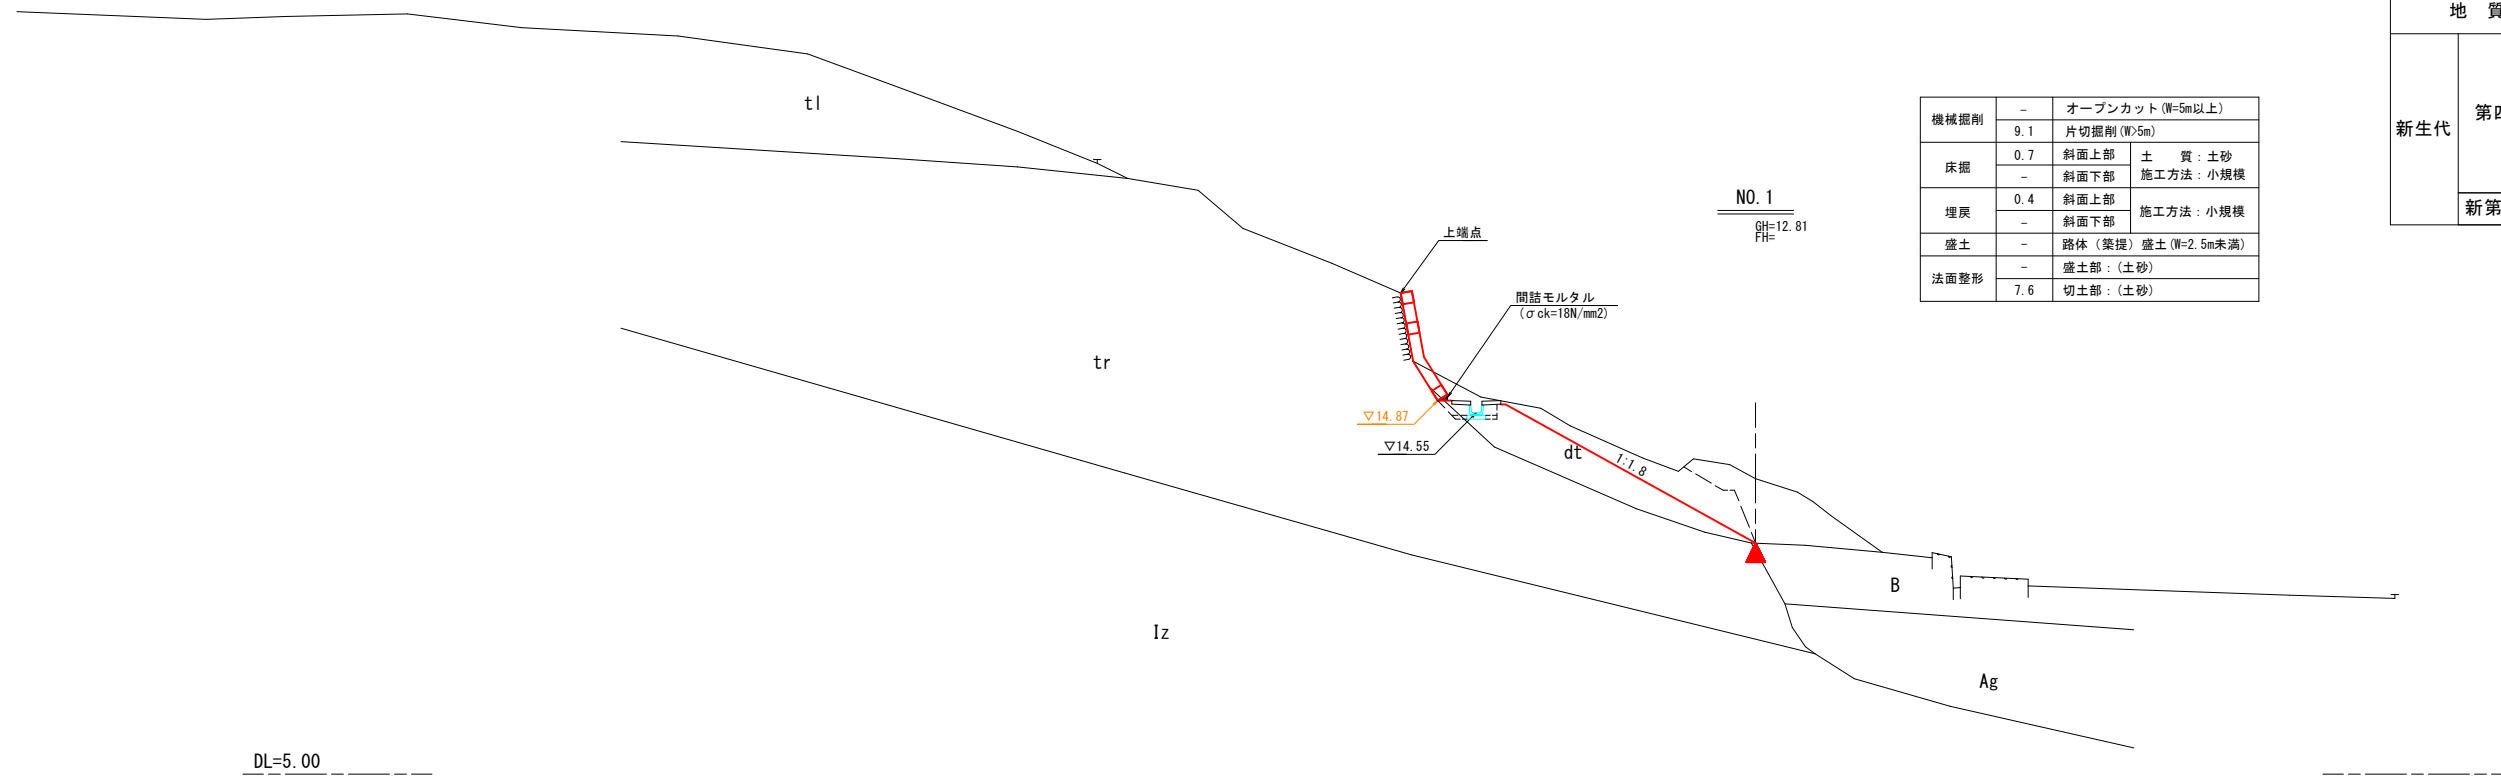 地 質
新生代
第四
新第
tl
機械掘削 - オープンカット(W=5m以上)
9.1 片切掘削(W>5m)
床掘 0.7 斜面上部 土 質:土砂
- 斜面下部 施工方法:小規模
埋戻 0.4 斜面上部 施工方法:小規模
- 斜面下部
盛土 - 路体(築提)盛土(W=2.5m未満)
法面整形 - 盛土部:(土砂)
7.6 切土部:(土砂)
NO.1
GH=12.81
FH=
上端点
間詰モルタル
(σck=18N/mm2)
tr
▽14.87
▽14.55
dt
1:1.8
B
Iz
Ag
DL=5.00